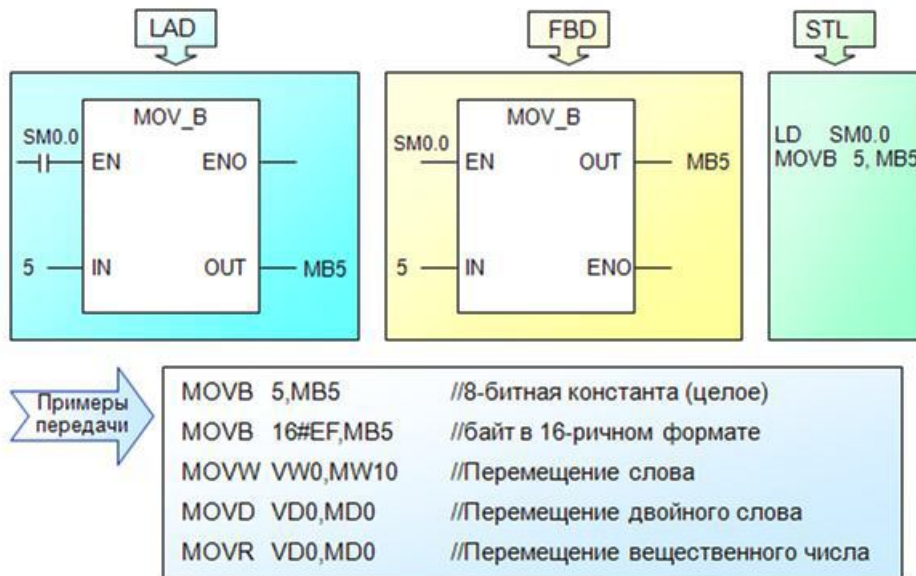 LAD
FBD
STL
MOV_B
SM0.0
EN ENO
5 IN OUT MB5
MOV_B
SM0.0
EN OUT MB5
5 IN ENO
LD SM0.0
MOVB 5, MB5
Примеры
передачи
MOVB 5,MB5 //8-битная константа (целое)
MOVB 16#EF,MB5 //байт в 16-ричном формате
MOVW VW0,MW10 //Перемещение слова
MOVD VD0,MD0 //Перемещение двойного слова
MOVR VD0,MD0 //Перемещение вещественного числа